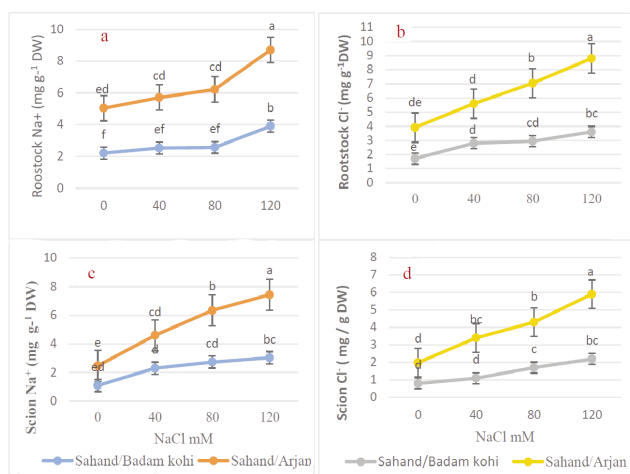 a
Roostock Na+ (mg g-1 DW)
10
8
6
4
2
0
ed
cd
cd
a
f
ef
ef
b
0 40 80 120
b
Rootstock Cl- (mg g-1DW)
11
10
9
8
7
6
5
4
3
2
1
0
de
d
b
a
e
d
cd
bc
0 40 80 120
c
Scion Na+ (mg g-1 DW)
10
8
6
4
2
0
e
cd
b
a
ed
d
cd
bc
0 40 80 120
NaCl mM
d
Scion Cl- ( mg / g DW)
8
7
6
5
4
3
2
1
0
d
bc
b
a
d
d
c
bc
0 40 80 120
NaCl mM
Sahand/Badam kohi Sahand/Arjan
Sahand/Badam kohi Sahand/Arjan